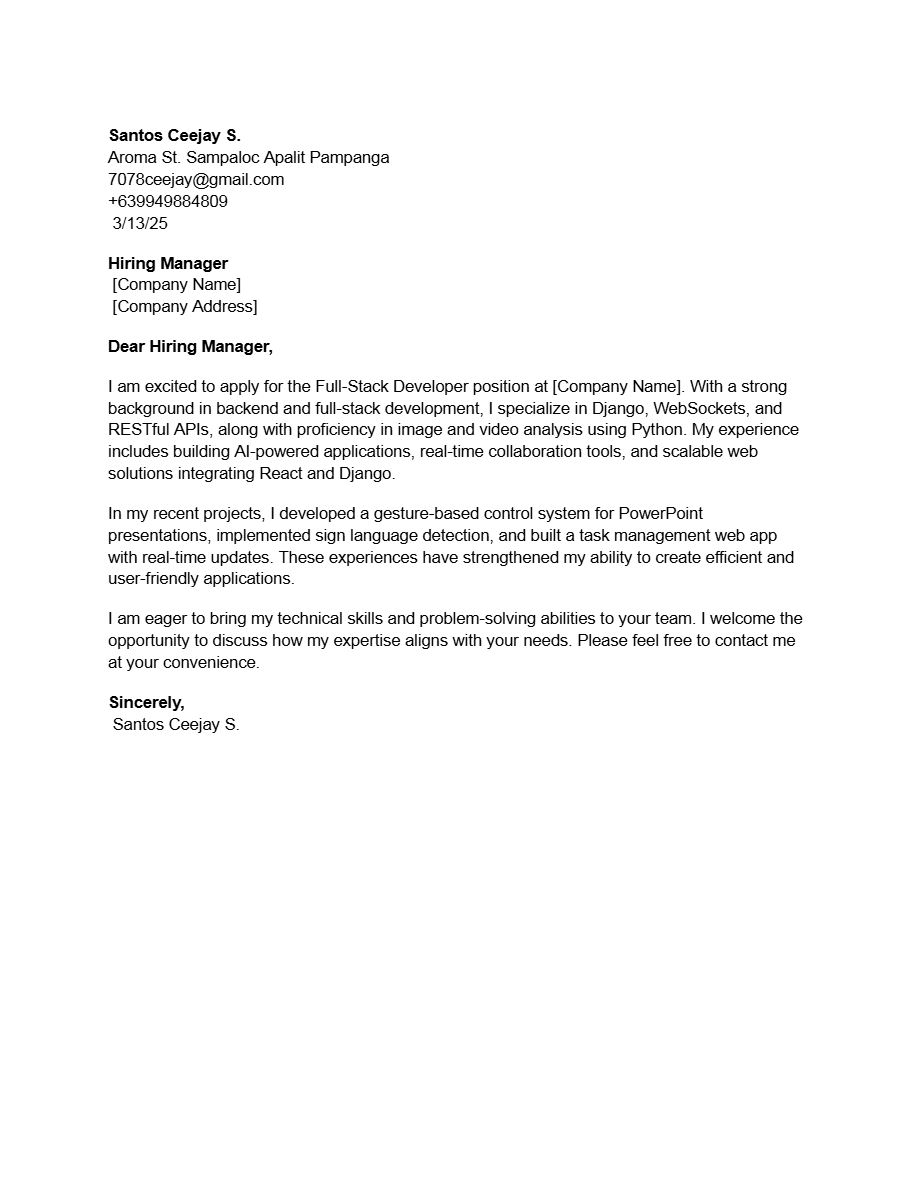 Santos Ceejay S.
Aroma St. Sampaloc Apalit Pampanga
7078ceejay@gmail.com
+639949884809
3/13/25
Hiring Manager
[Company Name]
[Company Address]
Dear Hiring Manager,
I am excited to apply for the Full-Stack Developer position at [Company Name]. With a strong
background in backend and full-stack development, I specialize in Django, WebSockets, and
RESTful APIs, along with proficiency in image and video analysis using Python. My experience
includes building AI-powered applications, real-time collaboration tools, and scalable web
solutions integrating React and Django.
In my recent projects, I developed a gesture-based control system for PowerPoint
presentations, implemented sign language detection, and built a task management web app
with real-time updates. These experiences have strengthened my ability to create efficient and
user-friendly applications.
I am eager to bring my technical skills and problem-solving abilities to your team. I welcome the
opportunity to discuss how my expertise aligns with your needs. Please feel free to contact me
at your convenience.
Sincerely,
Santos Ceejay S.